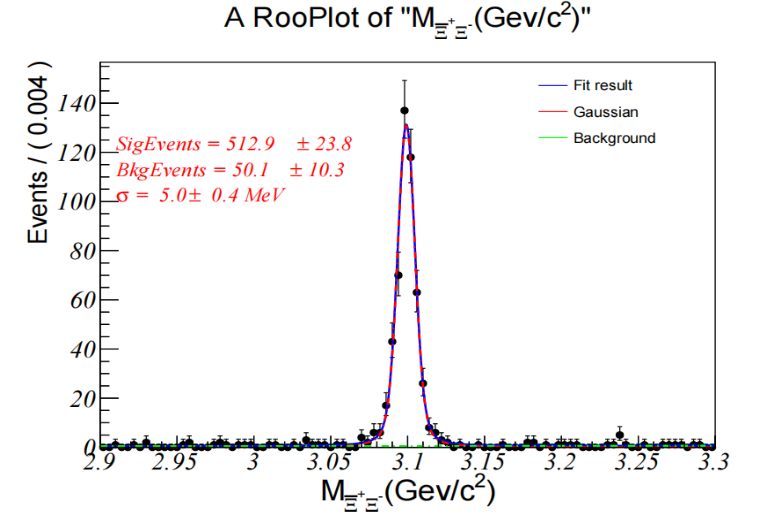 A RooPlot of "M_Ξ⁺Ξ⁻(Gev/c²)"
Events / ( 0.004 )
140
120
100
80
60
40
20
0
SigEvents = 512.9 ± 23.8
BkgEvents = 50.1 ± 10.3
σ = 5.0± 0.4 MeV
Fit result
Gaussian
Background
2.9 2.95 3 3.05 3.1 3.15 3.2 3.25 3.3
M_Ξ⁺Ξ⁻(Gev/c²)